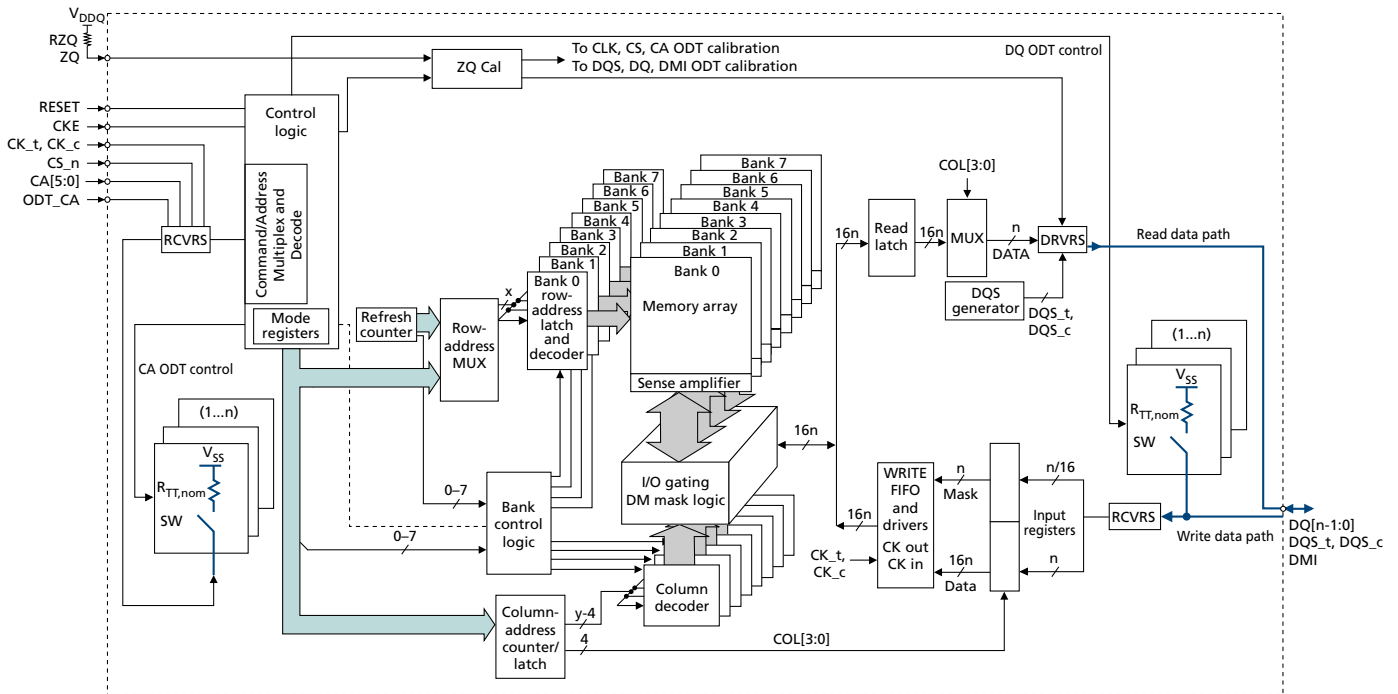 VDDQ
RZQ
ZQ
RESET
CKE
CK_t, CK_c
CS_n
CA[5:0]
ODT_CA
RCVRS
Control
logic
Command/Address
Multiplex and
Decode
Mode
registers
ZQ Cal
To CLK, CS, CA ODT calibration
To DQS, DQ, DMI ODT calibration
DQ ODT control
CA ODT control
(1...n)
VSS
RTT,nom
SW
Refresh
counter
Row-
address
MUX
x
Bank 7
Bank 6
Bank 5
Bank 4
Bank 3
Bank 2
Bank 1
Bank 0
row-
address
latch
and
decoder
Bank 7
Bank 6
Bank 5
Bank 4
Bank 3
Bank 2
Bank 1
Bank 0
Memory array
Sense amplifier
I/O gating
DM mask logic
0–7
0–7
Bank
control
logic
Column-
address
counter/
latch
y-4
4
Column
decoder
COL[3:0]
16n
16n
Read
latch
16n
COL[3:0]
MUX
n
DATA
DRVRS
DQS
generator
DQS_t,
DQS_c
Read data path
(1...n)
VSS
RTT,nom
SW
16n
CK_t,
CK_c
WRITE
FIFO
and
drivers
CK out
CK in
n
Mask
16n
Data
Input
registers
n/16
n
RCVRS
Write data path
DQ[n-1:0]
DQS_t, DQS_c
DMI